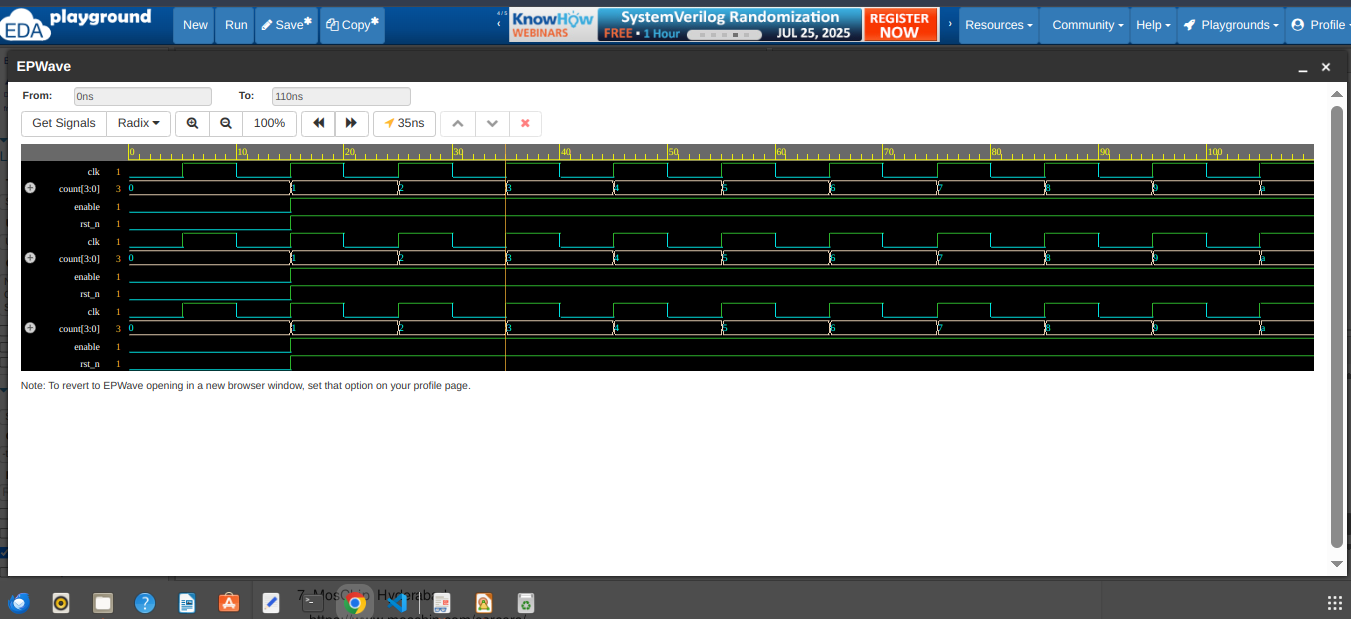 EDA playground
New Run Save* Copy* 4/5 ‹ KnowHow WEBINARS SystemVerilog Randomization FREE • 1 Hour JUL 25, 2025 REGISTER NOW › Resources Community Help Playgrounds Profile
EPWave
From: 0ns To: 110ns
Get Signals Radix 100% 35ns
0 10 20 30 40 50 60 70 80 90 100
clk 1
count[3:0] 3 0 1 2 3 4 5 6 7 8 9 a
enable 1
rst_n 1
clk 1
count[3:0] 3 0 1 2 3 4 5 6 7 8 9 a
enable 1
rst_n 1
clk 1
count[3:0] 3 0 1 2 3 4 5 6 7 8 9 a
enable 1
rst_n 1
Note: To revert to EPWave opening in a new browser window, set that option on your profile page.
7. MosChip Hyderabad